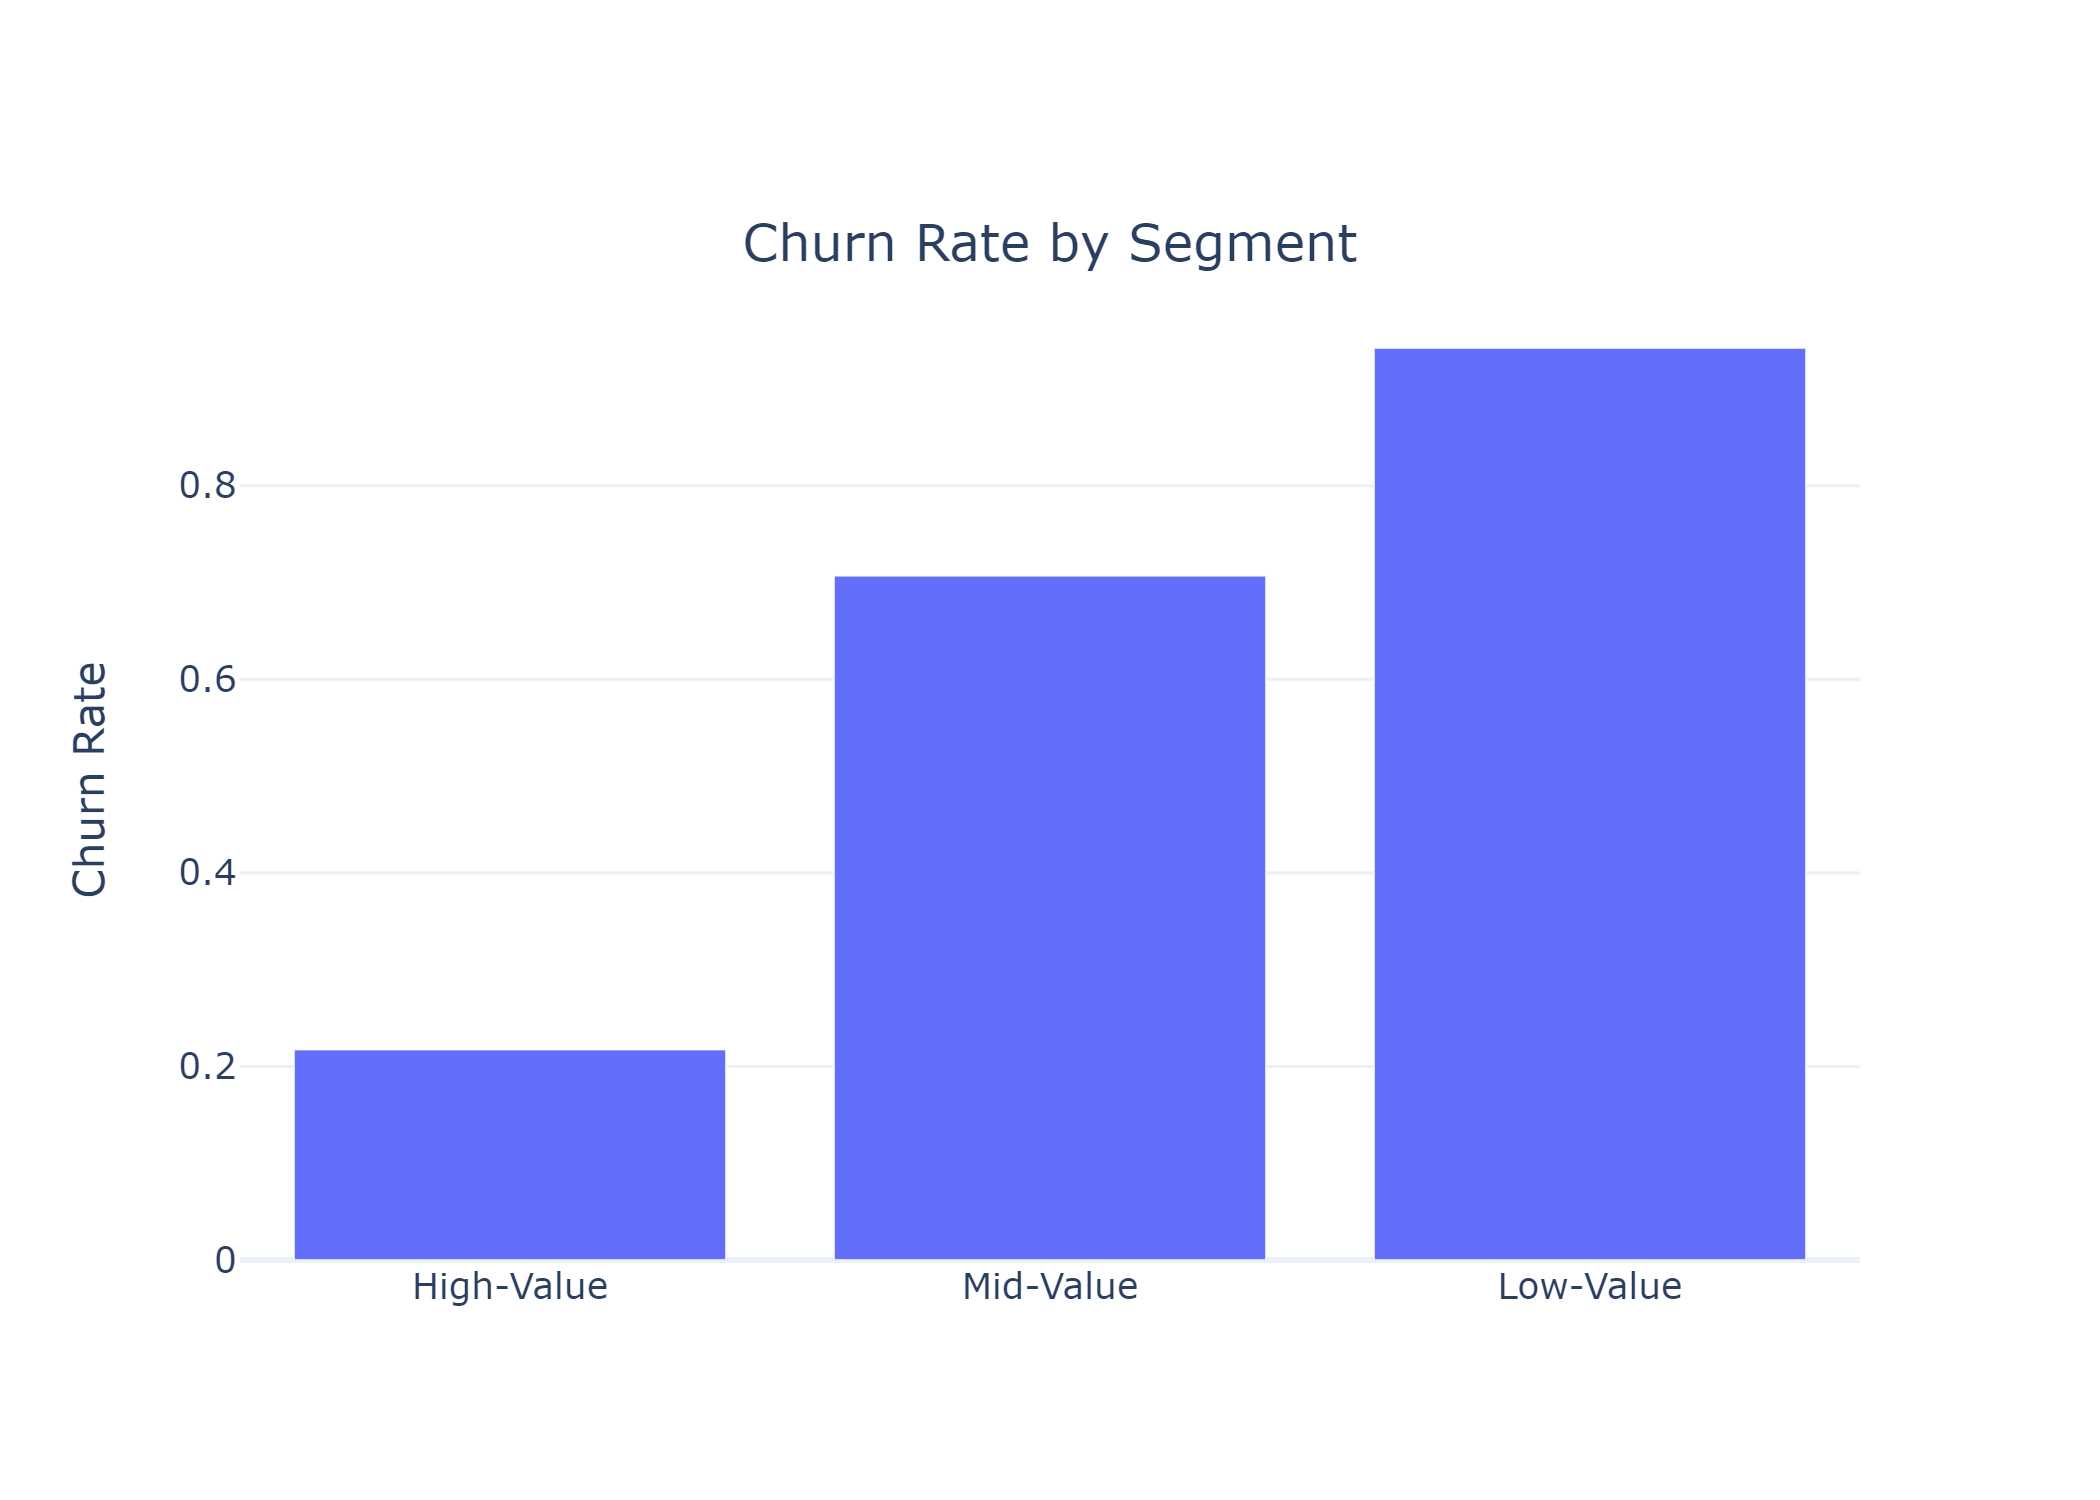 Churn Rate by Segment
Churn Rate
0.8
0.6
0.4
0.2
0
High-Value
Mid-Value
Low-Value